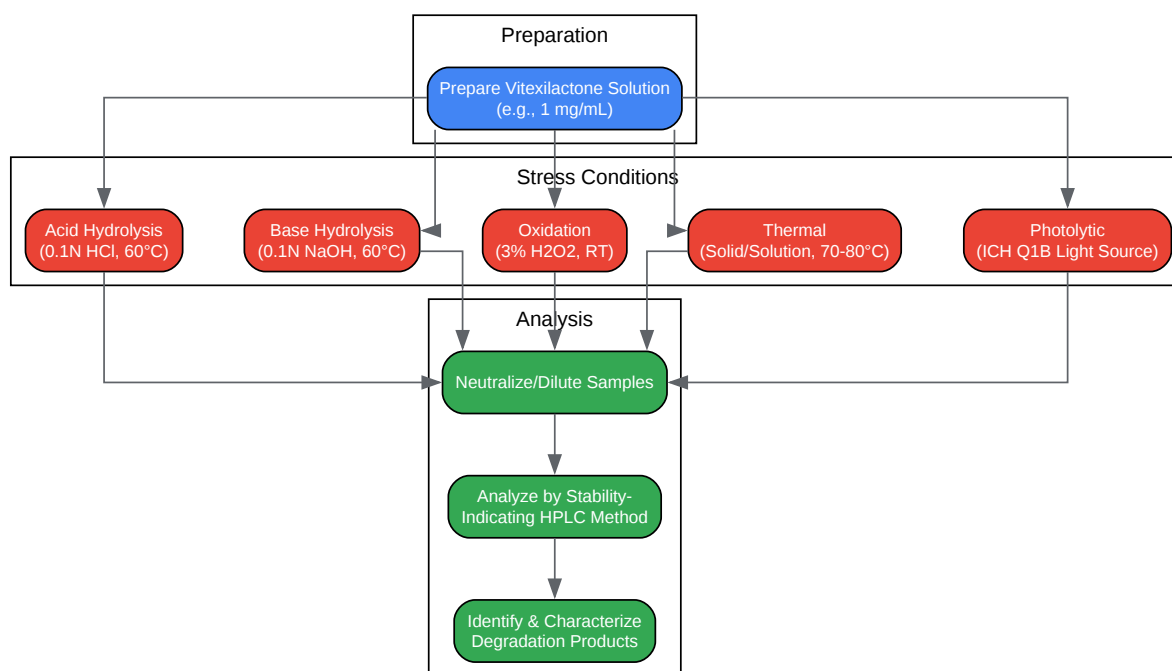 Preparation
Prepare Vitexilactone Solution
(e.g., 1 mg/mL)
Stress Conditions
Acid Hydrolysis
(0.1N HCl, 60°C)
Base Hydrolysis
(0.1N NaOH, 60°C)
Oxidation
(3% H2O2, RT)
Thermal
(Solid/Solution, 70-80°C)
Photolytic
(ICH Q1B Light Source)
Analysis
Neutralize/Dilute Samples
Analyze by Stability-
Indicating HPLC Method
Identify & Characterize
Degradation Products